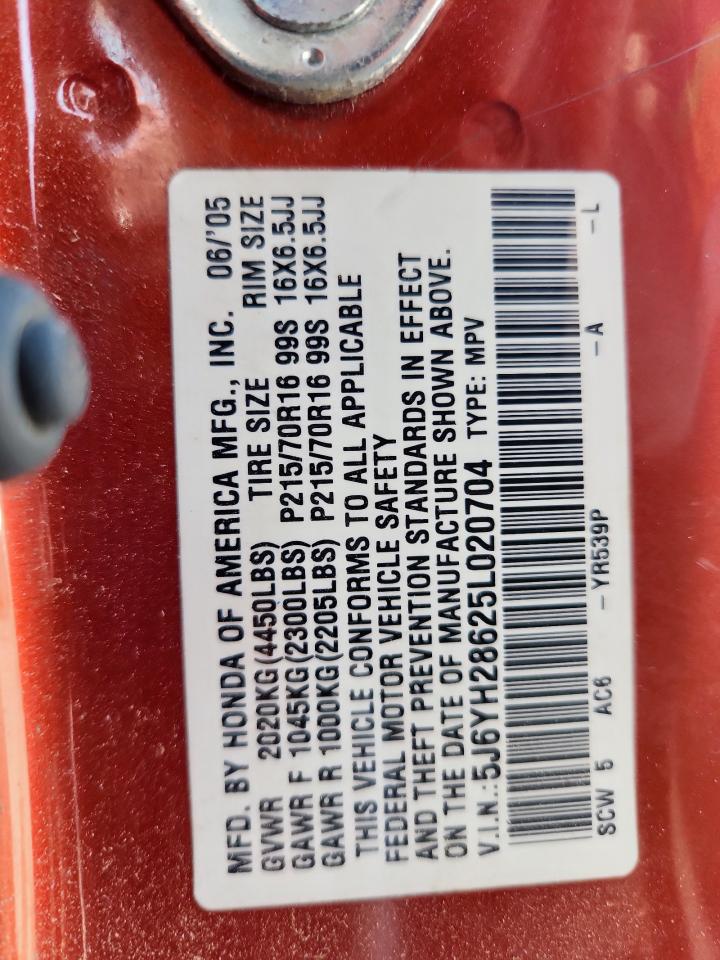 MFD. BY HONDA OF AMERICA MFG., INC. 06/'05
GVWR 2020KG(4450LBS) TIRE SIZE RIM SIZE
GAWR F 1045KG(2300LBS) P215/70R16 99S 16X6.5JJ
GAWR R 1000KG(2205LBS) P215/70R16 99S 16X6.5JJ
THIS VEHICLE CONFORMS TO ALL APPLICABLE
FEDERAL MOTOR VEHICLE SAFETY
AND THEFT PREVENTION STANDARDS IN EFFECT
ON THE DATE OF MANUFACTURE SHOWN ABOVE.
V.I.N.:5J6YH28625L020704 TYPE: MPV
SCW 5 AC6 -YR539P -A -L